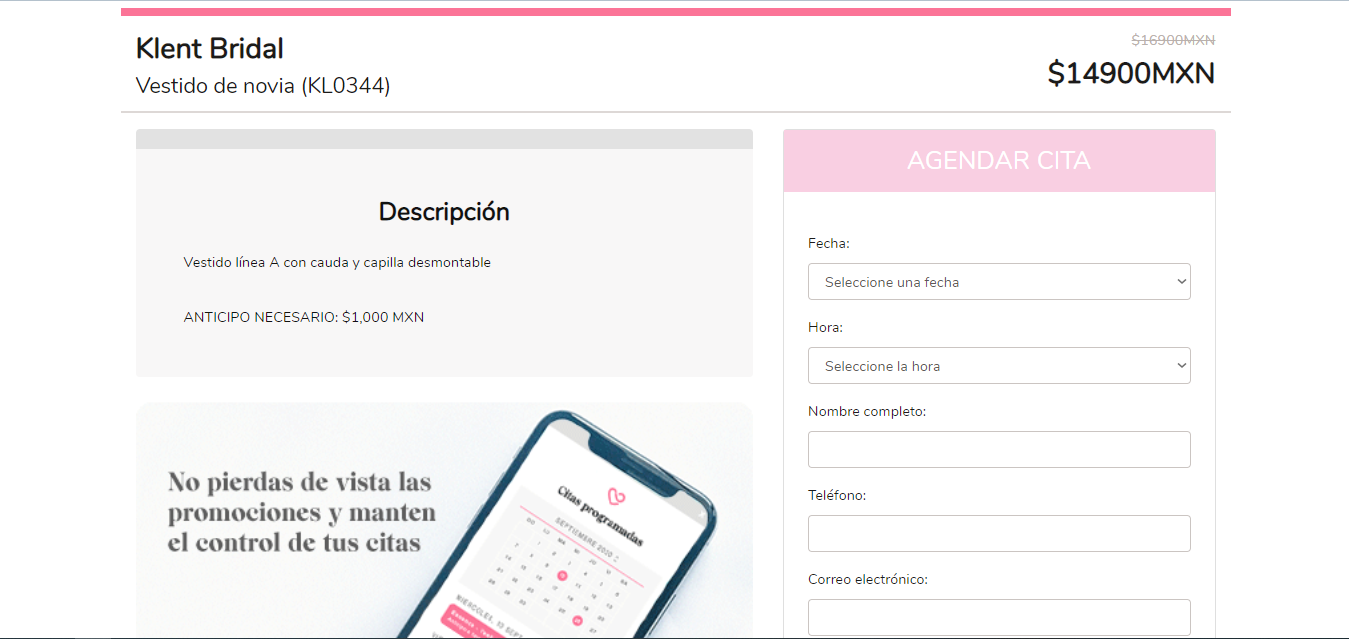 Klent Bridal
Vestido de novia (KL0344)
$16900MXN
$14900MXN
Descripción
Vestido línea A con cauda y capilla desmontable
ANTICIPO NECESARIO: $1,000 MXN
No pierdas de vista las
promociones y manten
el control de tus citas
Citas programadas
SEPTIEMBRE 2020
AGENDAR CITA
Fecha:
Seleccione una fecha
Hora:
Seleccione la hora
Nombre completo:
Teléfono:
Correo electrónico: